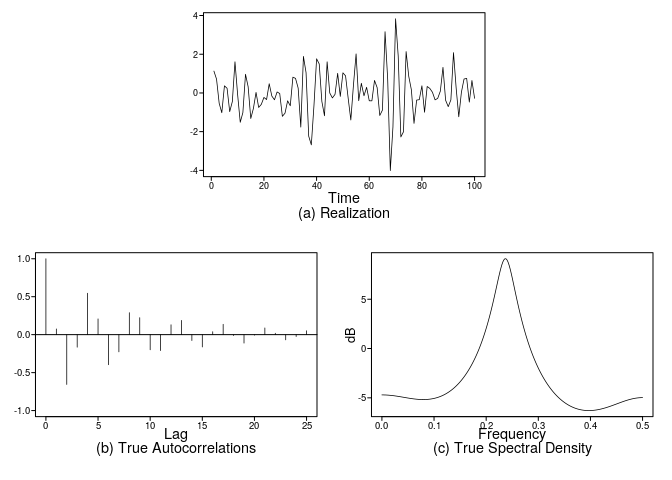 4
2
0
-2
-4
0 20 40 60 80 100
Time
(a) Realization
1.0
0.5
0.0
-0.5
-1.0
0 5 10 15 20 25
Lag
(b) True Autocorrelations
dB
5
0
-5
0.0 0.1 0.2 0.3 0.4 0.5
Frequency
(c) True Spectral Density